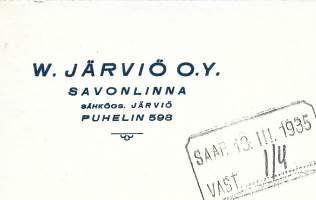 W. JÄRVIÖ O.Y.
SAVONLINNA
SÄHKÖOS. JÄRVIÖ
PUHELIN 598
SAAP. 13. III. 1935
VAST. 1/4